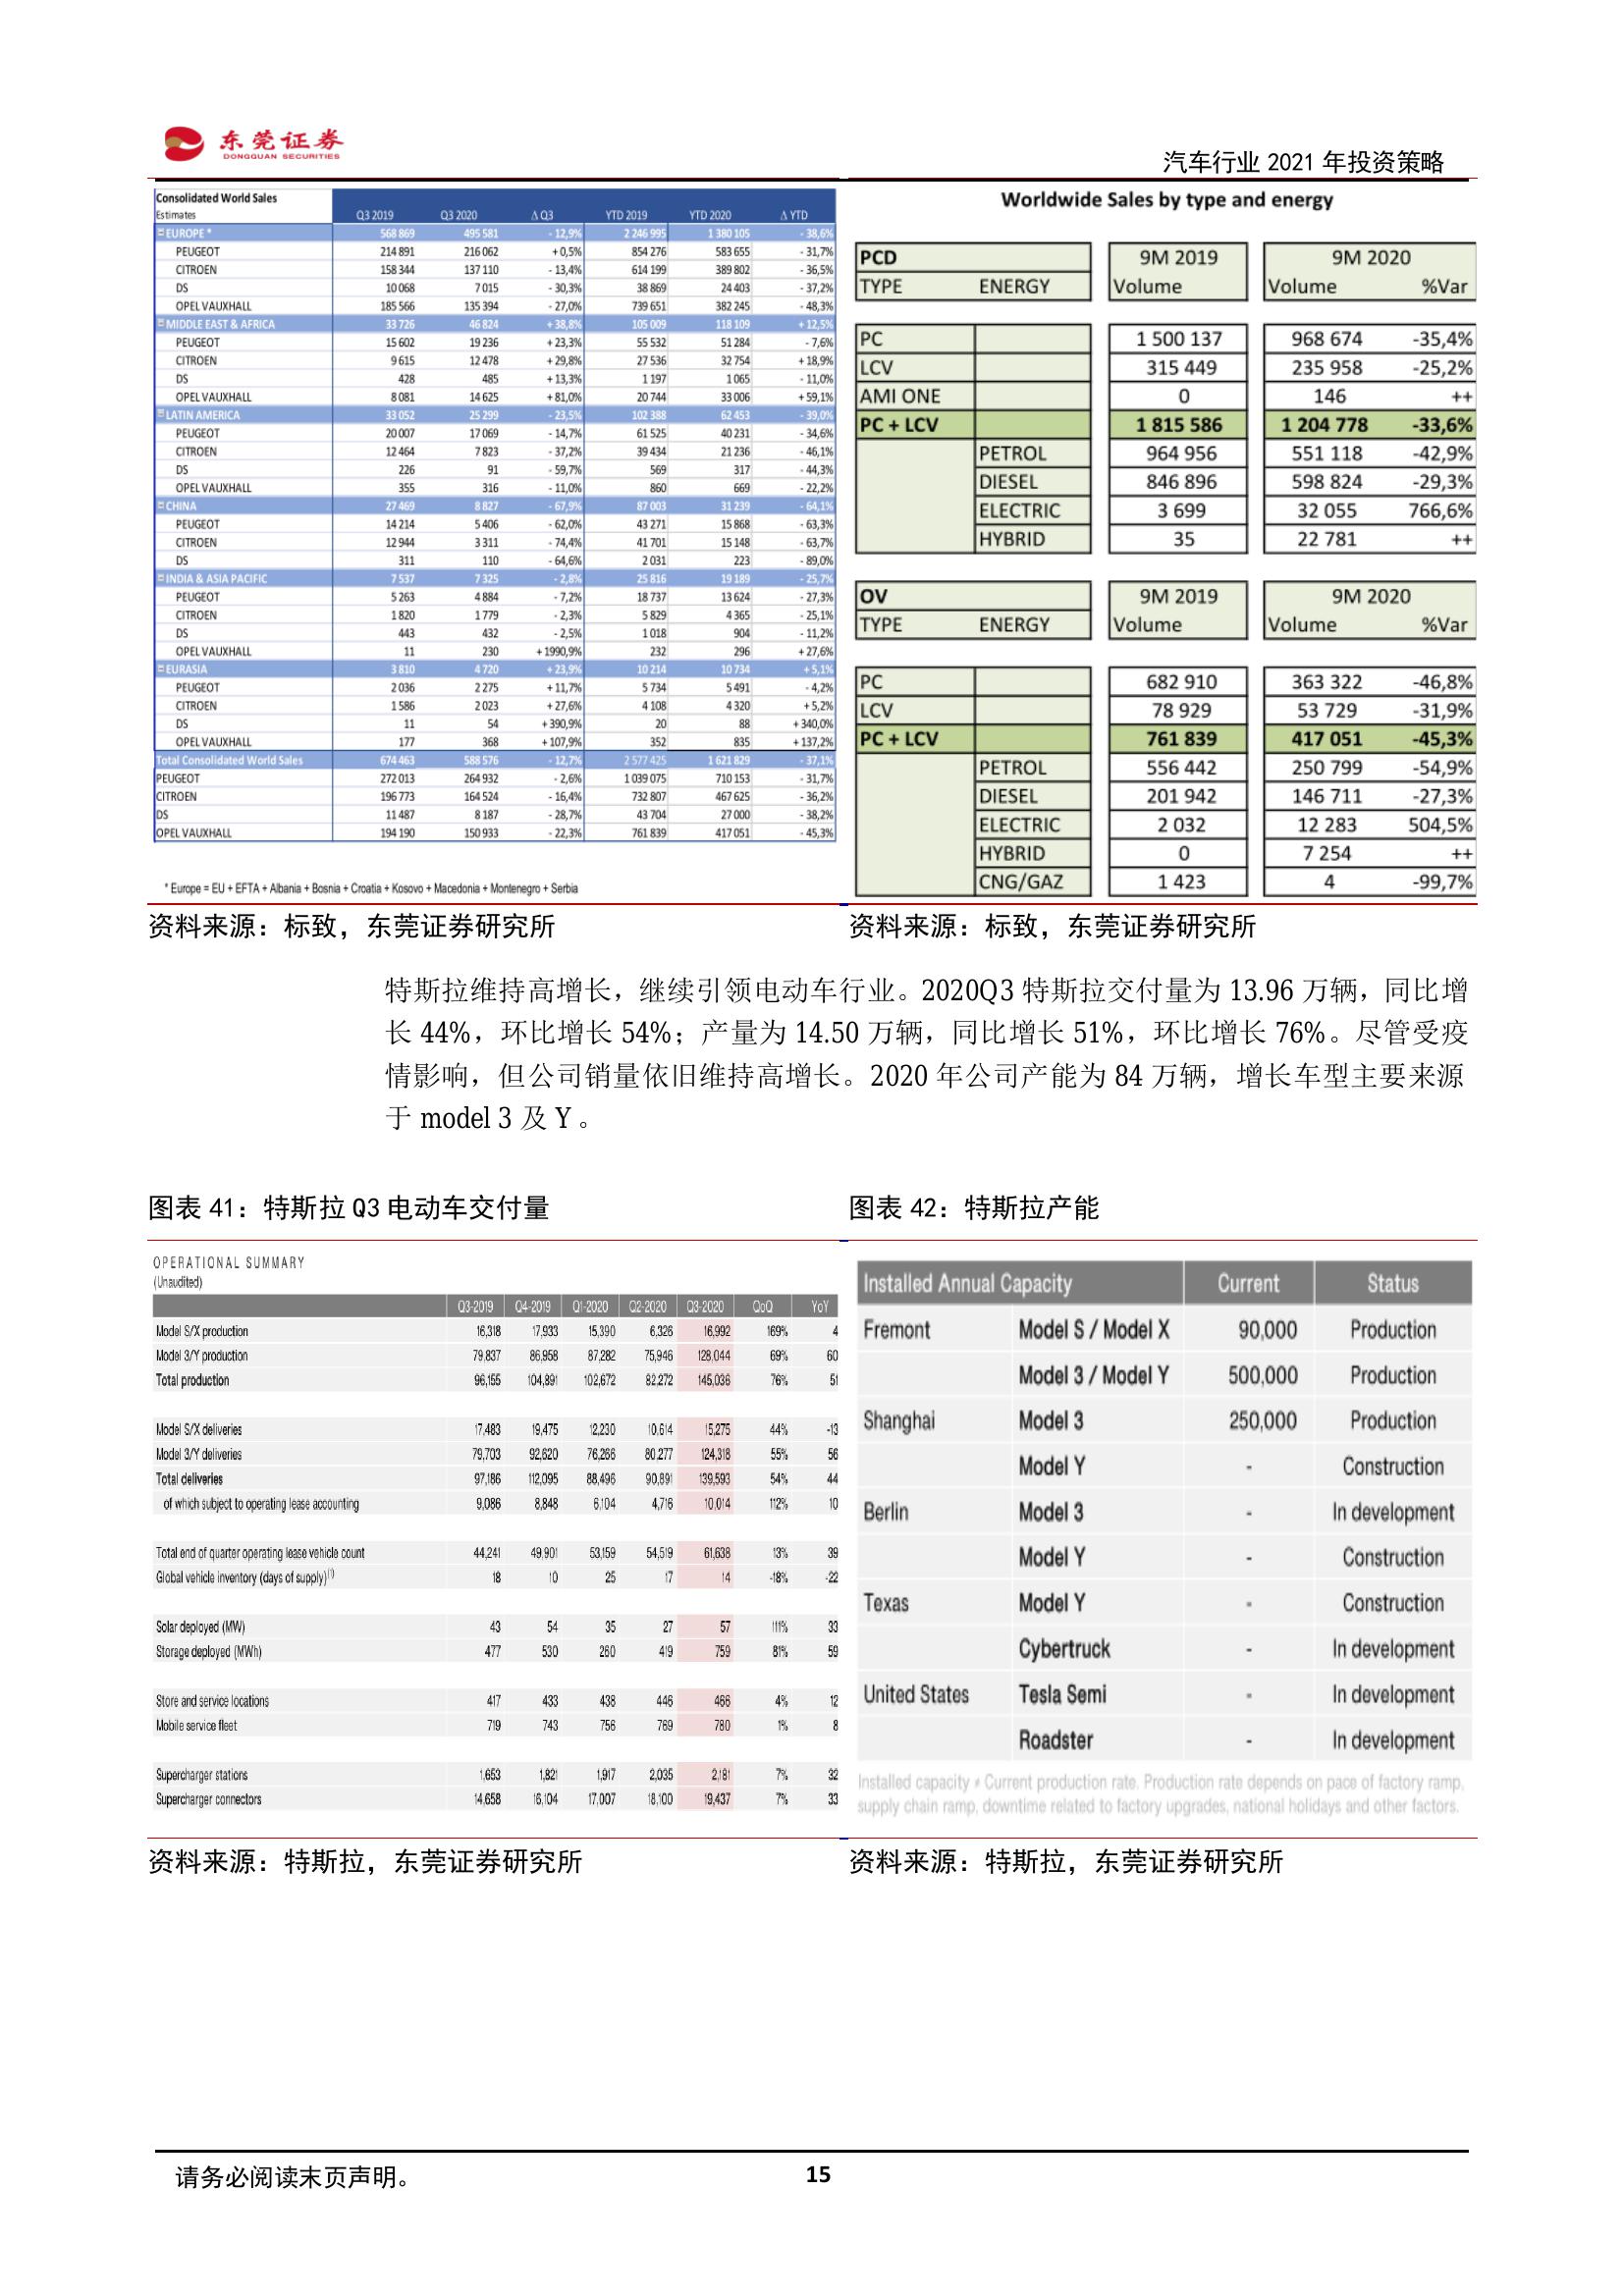 东莞证券
DONGGUAN SECURITIES
汽车行业 2021 年投资策略
Consolidated World Sales
Estimates Q3 2019 Q3 2020 Δ Q3 YTD 2019 YTD 2020 Δ YTD
EUROPE * 568 869 495 581 - 12,9% 2 246 995 1 380 105 - 38,6%
PEUGEOT 214 891 216 062 + 0,5% 854 276 583 655 - 31,7%
CITROEN 158 344 137 110 - 13,4% 614 199 389 802 - 36,5%
DS 10 068 7 015 - 30,3% 38 869 24 403 - 37,2%
OPEL VAUXHALL 185 566 135 394 - 27,0% 739 651 382 245 - 48,3%
MIDDLE EAST & AFRICA 33 726 46 824 + 38,8% 105 009 118 109 + 12,5%
PEUGEOT 15 602 19 236 + 23,3% 55 532 51 284 - 7,6%
CITROEN 9 615 12 478 + 29,8% 27 536 32 754 + 18,9%
DS 428 485 + 13,3% 1 197 1 065 - 11,0%
OPEL VAUXHALL 8 081 14 625 + 81,0% 20 744 33 006 + 59,1%
LATIN AMERICA 33 052 25 299 - 23,5% 102 388 62 453 - 39,0%
PEUGEOT 20 007 17 069 - 14,7% 61 525 40 231 - 34,6%
CITROEN 12 464 7 823 - 37,2% 39 434 21 236 - 46,1%
DS 226 91 - 59,7% 569 317 - 44,3%
OPEL VAUXHALL 355 316 - 11,0% 860 669 - 22,2%
CHINA 27 469 8 827 - 67,9% 87 003 31 239 - 64,1%
PEUGEOT 14 214 5 406 - 62,0% 43 271 15 868 - 63,3%
CITROEN 12 944 3 311 - 74,4% 41 701 15 148 - 63,7%
DS 311 110 - 64,6% 2 031 223 - 89,0%
INDIA & ASIA PACIFIC 7 537 7 325 - 2,8% 25 816 19 189 - 25,7%
PEUGEOT 5 263 4 884 - 7,2% 18 737 13 624 - 27,3%
CITROEN 1 820 1 779 - 2,3% 5 829 4 365 - 25,1%
DS 443 432 - 2,5% 1 018 904 - 11,2%
OPEL VAUXHALL 11 230 + 1990,9% 232 296 + 27,6%
EURASIA 3 810 4 720 + 23,9% 10 214 10 734 + 5,1%
PEUGEOT 2 036 2 275 + 11,7% 5 734 5 491 - 4,2%
CITROEN 1 586 2 023 + 27,6% 4 108 4 320 + 5,2%
DS 11 54 + 390,9% 20 88 + 340,0%
OPEL VAUXHALL 177 368 + 107,9% 352 835 + 137,2%
Total Consolidated World Sales 674 463 588 576 - 12,7% 2 577 425 1 621 829 - 37,1%
PEUGEOT 272 013 264 932 - 2,6% 1 039 075 710 153 - 31,7%
CITROEN 196 773 164 524 - 16,4% 732 807 467 625 - 36,2%
DS 11 487 8 187 - 28,7% 43 704 27 000 - 38,2%
OPEL VAUXHALL 194 190 150 933 - 22,3% 761 839 417 051 - 45,3%
* Europe = EU + EFTA + Albania + Bosnia + Croatia + Kosovo + Macedonia + Montenegro + Serbia
Worldwide Sales by type and energy
PCD 9M 2019 9M 2020
TYPE ENERGY Volume Volume %Var
PC 1 500 137 968 674 -35,4%
LCV 315 449 235 958 -25,2%
AMI ONE 0 146 ++
PC + LCV 1 815 586 1 204 778 -33,6%
PETROL 964 956 551 118 -42,9%
DIESEL 846 896 598 824 -29,3%
ELECTRIC 3 699 32 055 766,6%
HYBRID 35 22 781 ++
OV 9M 2019 9M 2020
TYPE ENERGY Volume Volume %Var
PC 682 910 363 322 -46,8%
LCV 78 929 53 729 -31,9%
PC + LCV 761 839 417 051 -45,3%
PETROL 556 442 250 799 -54,9%
DIESEL 201 942 146 711 -27,3%
ELECTRIC 2 032 12 283 504,5%
HYBRID 0 7 254 ++
CNG/GAZ 1 423 4 -99,7%
资料来源：标致，东莞证券研究所
资料来源：标致，东莞证券研究所
特斯拉维持高增长，继续引领电动车行业。2020Q3 特斯拉交付量为 13.96 万辆，同比增
长 44%，环比增长 54%；产量为 14.50 万辆，同比增长 51%，环比增长 76%。尽管受疫
情影响，但公司销量依旧维持高增长。2020 年公司产能为 84 万辆，增长车型主要来源
于 model 3 及 Y 。
图表 41：特斯拉 Q3 电动车交付量
OPERATIONAL SUMMARY
(Unaudited)
Q3-2019 Q4-2019 Q1-2020 Q2-2020 Q3-2020 QoQ YoY
Model S/X production 16,318 17,933 15,390 6,326 16,992 169% 4
Model 3/Y production 79,837 86,958 87,282 75,946 128,044 69% 60
Total production 96,155 104,891 102,672 82,272 145,036 76% 51
Model S/X deliveries 17,483 19,475 12,230 10,614 15,275 44% -13
Model 3/Y deliveries 79,703 92,620 76,266 80,277 124,318 55% 56
Total deliveries 97,186 112,095 88,496 90,891 139,593 54% 44
of which subject to operating lease accounting 9,086 8,848 6,104 4,716 10,014 112% 10
Total end of quarter operating lease vehicle count 44,241 49,901 53,159 54,519 61,638 13% 39
Global vehicle inventory (days of supply)(1) 18 10 25 17 14 -18% -22
Solar deployed (MW) 43 54 35 27 57 111% 33
Storage deployed (MWh) 477 530 260 419 759 81% 59
Store and service locations 417 433 438 446 466 4% 12
Mobile service fleet 719 743 756 769 780 1% 8
Supercharger stations 1,653 1,821 1,917 2,035 2,181 7% 32
Supercharger connectors 14,658 16,104 17,007 18,100 19,437 7% 33
图表 42：特斯拉产能
Installed Annual Capacity Current Status
Fremont Model S / Model X 90,000 Production
Model 3 / Model Y 500,000 Production
Shanghai Model 3 250,000 Production
Model Y - Construction
Berlin Model 3 - In development
Model Y - Construction
Texas Model Y - Construction
Cybertruck - In development
United States Tesla Semi - In development
Roadster - In development
Installed capacity ≠ Current production rate. Production rate depends on pace of factory ramp,
supply chain ramp, downtime related to factory upgrades, national holidays and other factors.
资料来源：特斯拉，东莞证券研究所
资料来源：特斯拉，东莞证券研究所
请务必阅读末页声明。
15